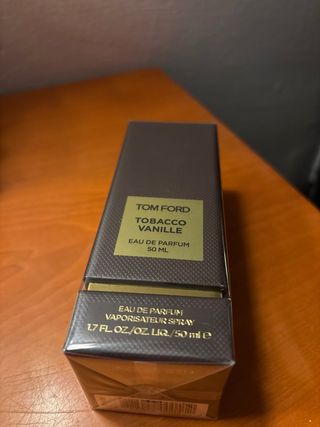 TOM FORD
TOBACCO
VANILLE
EAU DE PARFUM
50 ML
EAU DE PARFUM
VAPORISATEUR SPRAY
1.7 FL. OZ./OZ. LIQ./50 ml e